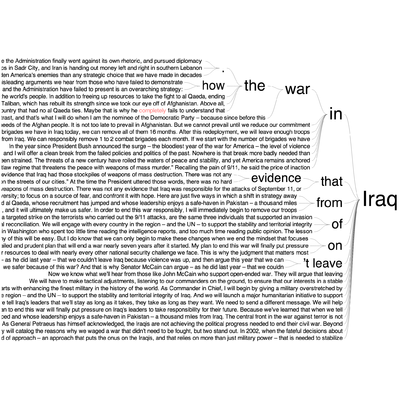 e the Administration finally went against its own rhetoric, and pursued diplomacy
s in Sadr City, and Iran is handing out money left and right in southern Lebanon
ten America's enemies than any strategic choice that we have made in decades
misleading arguments we hear from those who have failed to demonstrate
and the Administration have failed to present is an overarching strategy:
he world's people. In addition to freeing up resources to take the fight to al Qaeda, ending
Taliban, which has rebuilt its strength since we took our eye off of Afghanistan. Above all,
ountry that had no al Qaeda ties. Maybe that is why he completely fails to understand
rast, and that's what I will do when I am the nominee of the Democratic Party – because since before this
eeds of the Afghan people. It is not too late to prevail in Afghanistan. But we cannot prevail until we reduce our commitment
brigades we have in Iraq today, we can remove all of them 16 months. After this redeployment, we will leave enough troops
from Iraq. We can responsibly remove 1 to 2 combat brigades each month. If we start with the number of brigades we have
in the year since President Bush announced the surge – the bloodiest year of the war for America – the level of violence
and I will offer a clean break from the failed policies and politics of the past. Nowhere is that break more badly needed than
en strained. The threats of a new century have roiled the waters of peace and stability, and yet America remains anchored
law regime that threatens the peace with weapons of mass murder." Recalling the pain of 9/11, he said the price of inaction
evidence that Iraq had those stockpiles of weapons of mass destruction. There was not any
in the streets of our cities." At the time the President uttered those words, there was no hard
weapons of mass destruction. There was not any evidence that Iraq was responsible for the attacks of September 11, or
versity; to focus on a source of fear, and confront it with hope. Here are just five ways in which a shift in strategy away
d al Qaeda, whose recruitment has jumped and whose leadership enjoys a safe-haven in Pakistan – a thousand miles
, and I will ultimately make us safer. In order to end this war responsibly, I will immediately begin to remove our troops
a targeted strike on the terrorists who carried out the 9/11 attacks, are the same three individuals that supported an invasion
al reconciliation. We will engage with every country in the region – and the UN – to support the stability and territorial integrity
in Washington who spent 99 times more time reading the intelligence reports, and too much time reading public opinion. The lesson
y of this will be easy. But I do know that we can only begin to make these changes when we end the mindset that focuses
ailed and prudent plan that will end a war nearly seven years after it started. My plan to end this war will finally put pressure
r resources to deal with nearly every other national security challenge we face. This is why the judgment that matters most
– as he did last year – that we couldn't leave Iraq because violence was up, and then argue this year that we can
we safer because of this war? And that is why Senator McCain can argue – as he did last year – that we couldn
Now we know what we'll hear from those like John McCain who support open-ended war. They will argue that leaving
We will have to make tactical adjustments, listening to our commanders on the ground, to ensure that our interests in a stable
arts with enhancing the finest military in the history of the world. As Commander in Chief, I will begin by giving a military overstretched by
e region – and the UN – to support the stability and territorial integrity of Iraq. And we will launch a major humanitarian initiative to support
e tell Iraq's leaders that we'll stay as long as it takes, they take as long as they want. We need to send a different message. We will help
an to end this war will finally put pressure on Iraq's leaders to take responsibility for their future. Because we've learned that when we tell
ped and whose leadership enjoys a safe-haven in Pakistan – a thousand miles from Iraq. The central front in the war against terror is not
As General Petraeus has himself acknowledged, the Iraqis are not achieving the political progress needed to end their civil war. Beyond
y will catalog the reasons why we waged a war that didn't need to be fought, but two stand out. In 2002, when the fateful decisions about
d of approach – an approach that puts the onus on the Iraqis, and that relies on more than just military power – that is needed to stabilize
.
how
the
war
in
evidence
that
from
of
on
't leave
Iraq